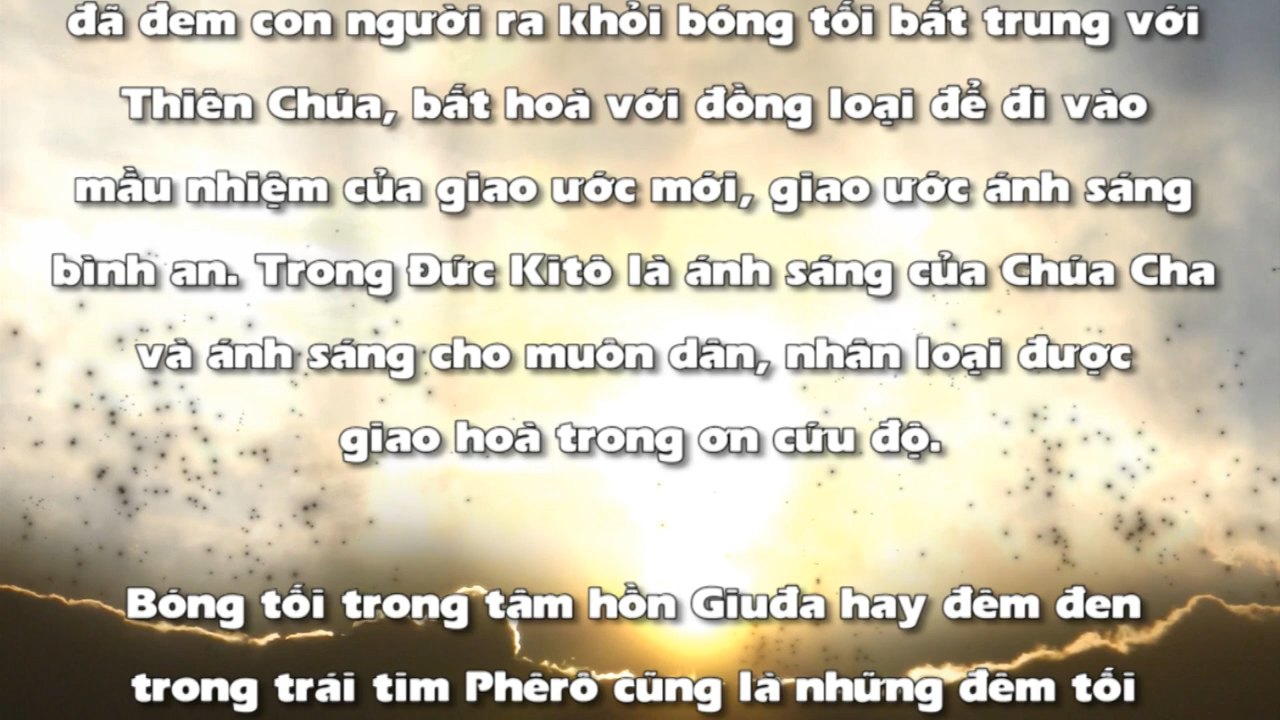 đã đem con người ra khỏi bóng tối bất trung với
Thiên Chúa, bất hoà với đồng loại để đi vào
mầu nhiệm của giao ước mới, giao ước ánh sáng
bình an. Trong Đức Kitô là ánh sáng của Chúa Cha
và ánh sáng cho muôn dân, nhân loại được
giao hoà trong ơn cứu độ.
Bóng tối trong tâm hồn Giuđa hay đêm đen
trong trái tim Phêrô cũng là những đêm tối